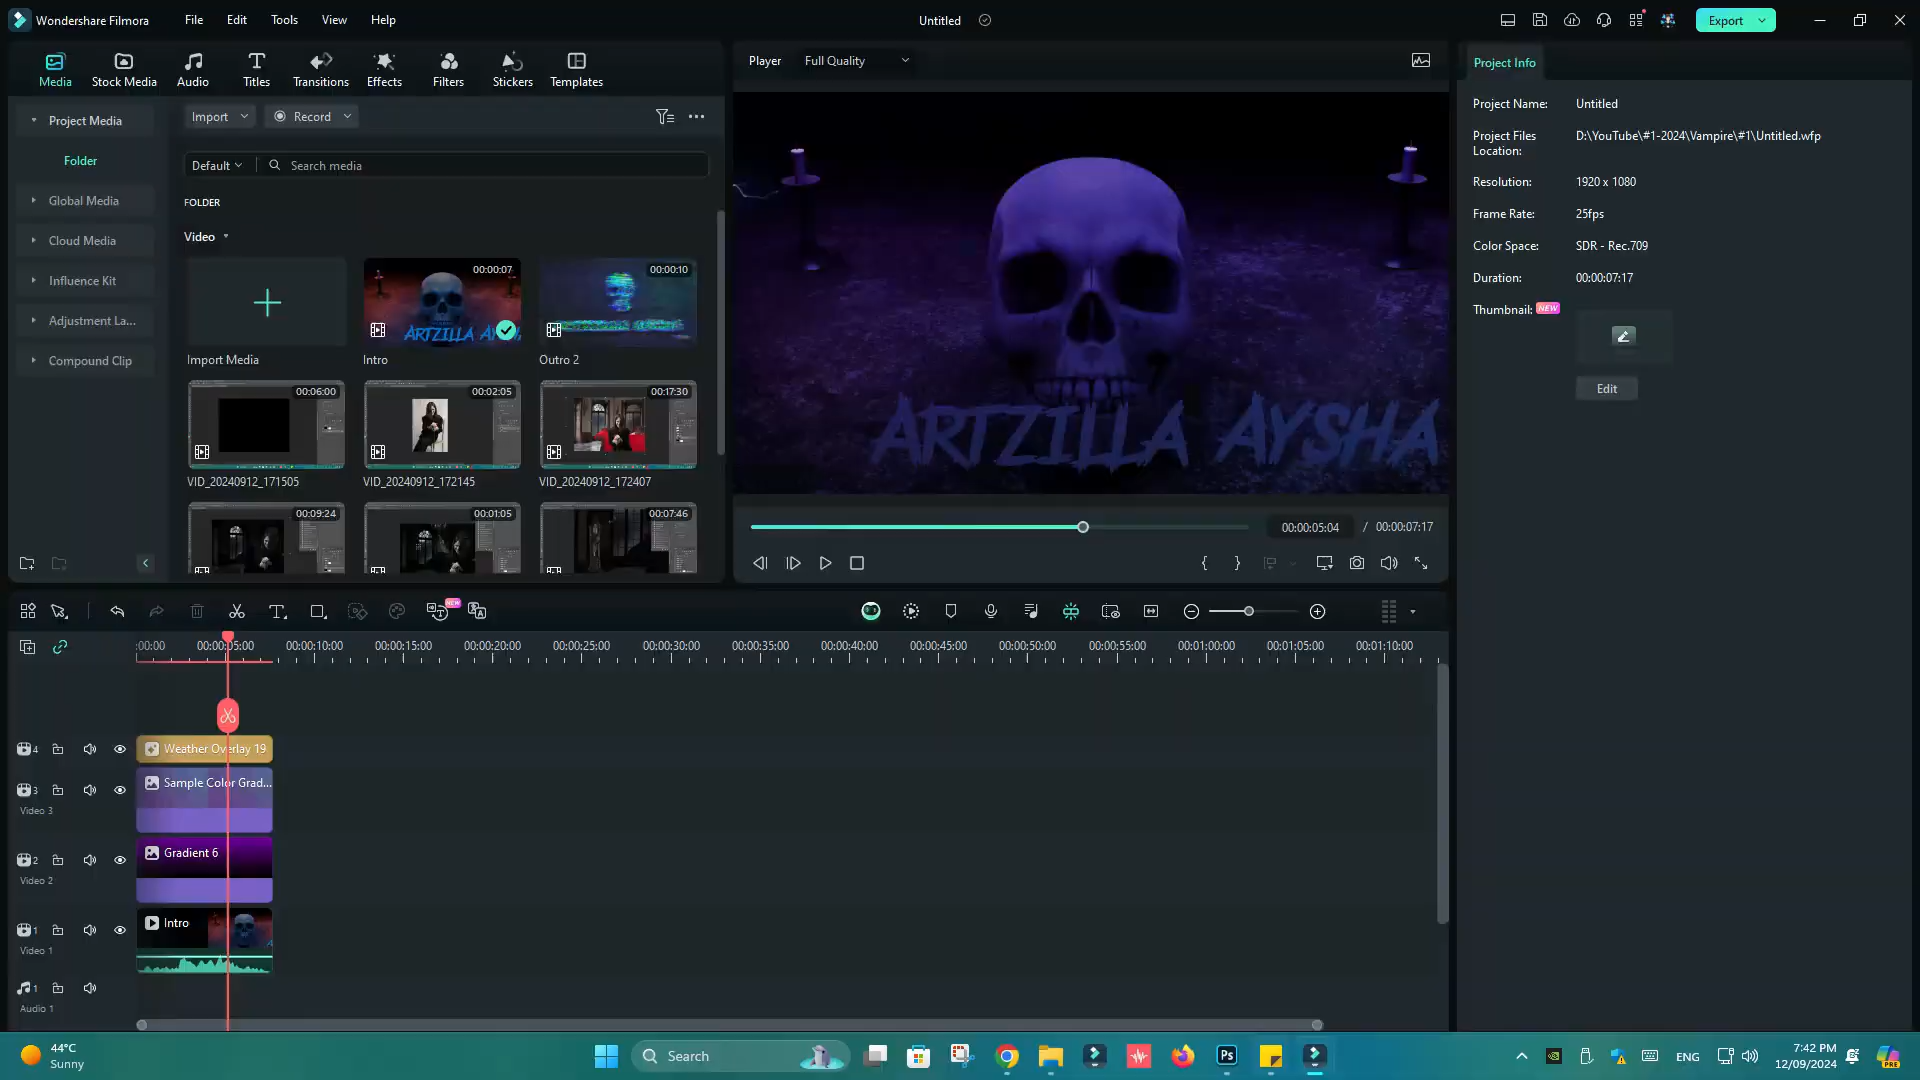 Wondershare Filmora
File Edit Tools View Help
Untitled
Export
Media Stock Media Audio Titles Transitions Effects Filters Stickers Templates
Project Media
Folder
Global Media
Cloud Media
Influence Kit
Adjustment La...
Compound Clip
Import Record
Default Search media
FOLDER
Video
00:00:07
00:00:10
ARTZILLA AYSH
Import Media Intro Outro 2
00:06:00 00:02:05 00:17:30
VID_20240912_171505 VID_20240912_172145 VID_20240912_172407
00:09:24 00:01:05 00:07:46
Player Full Quality
ARTZILLA AYSHA
00:00:05:04 / 00:00:07:17
Project Info
Project Name: Untitled
Project Files Location: D:\YouTube\#1-2024\Vampire\#1\Untitled.wfp
Resolution: 1920 x 1080
Frame Rate: 25fps
Color Space: SDR - Rec.709
Duration: 00:00:07:17
Thumbnail: NEW
Edit
NEW
:00:00 00:00:05:00 00:00:10:00 00:00:15:00 00:00:20:00 00:00:25:00 00:00:30:00 00:00:35:00 00:00:40:00 00:00:45:00 00:00:50:00 00:00:55:00 00:01:00:00 00:01:05:00 00:01:10:00
4 Weather Overlay 19
3 Sample Color Grad...
Video 3
2 Gradient 6
Video 2
1 Intro
Video 1
1
Audio 1
44°C
Sunny
Search
Ps
ENG
7:42 PM
12/09/2024
PRE